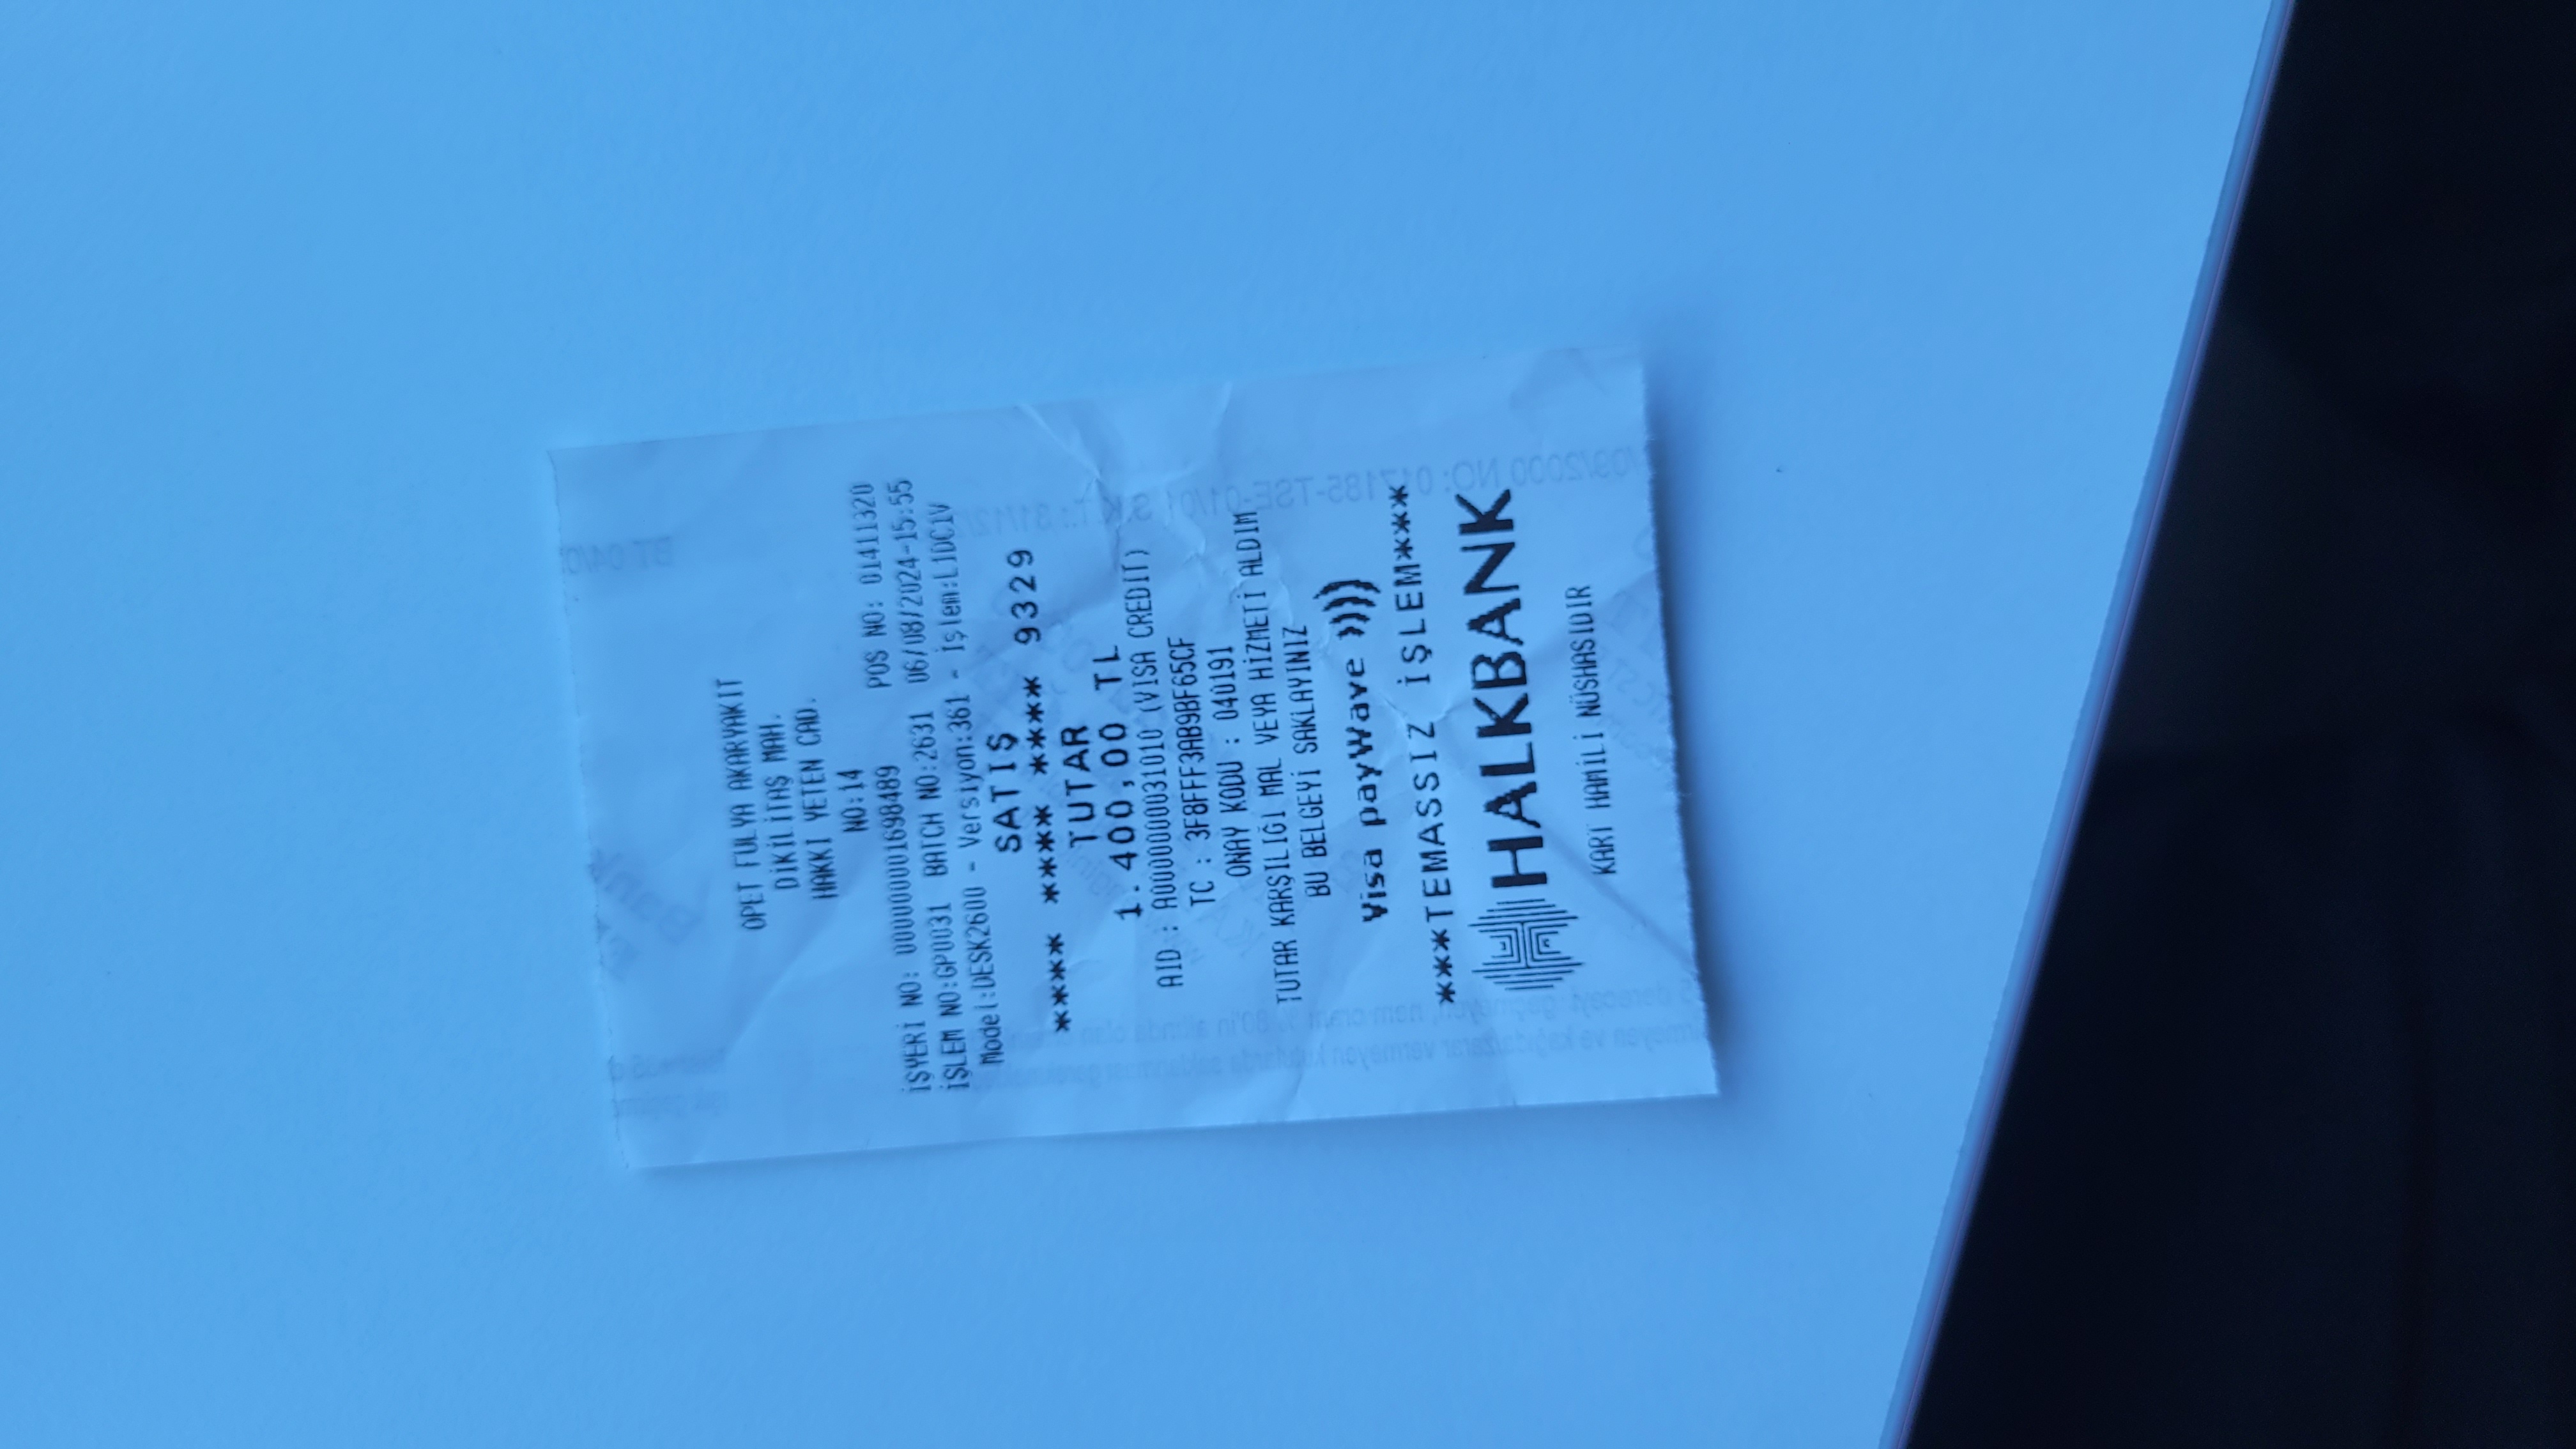 OPET FULYA AKARYAKIT
DİKİLİTAŞ MAH.
HAKKI YETEN CAD.
NO:14
İŞYERİ NO: 000000001698489 POS NO: 01411320
İŞLEM NO:GP0031 BATCH NO:2631 06/08/2024-15:55
Model:DESK2600 - Versiyon:361 - İşlem:L1DC1V
SATIŞ
**** **** **** 9329
TUTAR
1.400,00 TL
AID : A0000000031010 (VISA CREDIT)
TC : 3F8FFF3AB9BF65CF
ONAY KODU : 040191
TUTAR KARŞILIĞI MAL VEYA HİZMETİ ALDIM
BU BELGEYİ SAKLAYINIZ
Visa payWave
***TEMASSIZ İŞLEM***
HALKBANK
KART HAMİLİ NÜSHASIDIR